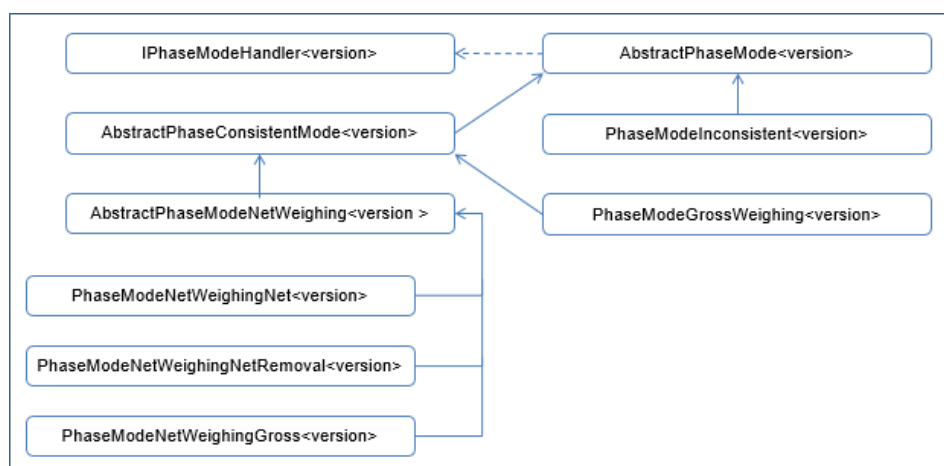 IPhaseModeHandler<version>
AbstractPhaseMode<version>
AbstractPhaseConsistentMode<version>
PhaseModeInconsistent<version>
AbstractPhaseModeNetWeighing<version >
PhaseModeGrossWeighing<version>
PhaseModeNetWeighingNet<version>
PhaseModeNetWeighingNetRemoval<version>
PhaseModeNetWeighingGross<version>